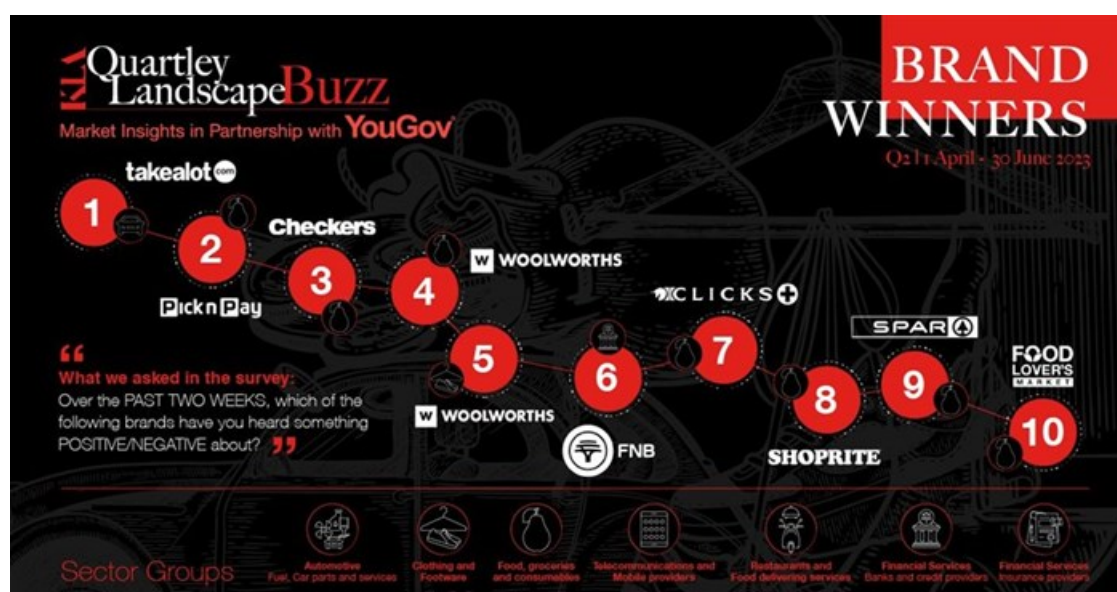 KLA
Quartley
Landscape Buzz
Market Insights in Partnership with YouGov
BRAND
WINNERS
Q2 | 1 April - 30 June 2023
1
takealot com
2
Pick n Pay
3
Checkers
4
W WOOLWORTHS
5
W WOOLWORTHS
6
FNB
7
CLICKS
8
SHOPRITE
9
SPAR
10
FOOD
LOVER'S
MARKET
“
What we asked in the survey:
Over the PAST TWO WEEKS, which of the
following brands have you heard something
POSITIVE/NEGATIVE about? ”
Sector Groups
Automotive
Fuel, Car parts and services
Clothing and
Footware
Food, groceries
and consumables
Telecommunications and
Mobile providers
Restaurants and
Food delivering services
Financial Services
Banks and credit providers
Financial Services
Insurance providers